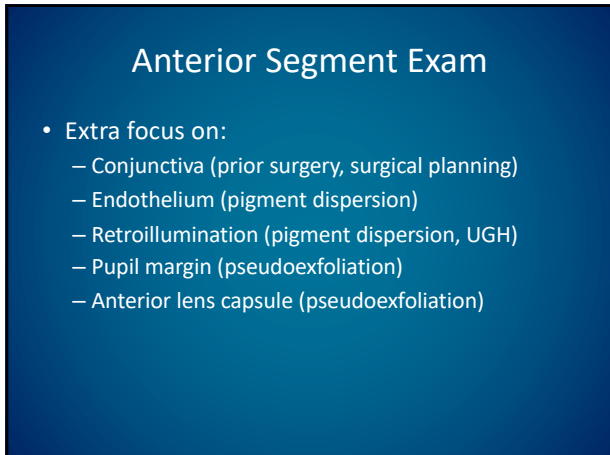 Anterior Segment Exam
• Extra focus on:
– Conjunctiva (prior surgery, surgical planning)
– Endothelium (pigment dispersion)
– Retroillumination (pigment dispersion, UGH)
– Pupil margin (pseudoexfoliation)
– Anterior lens capsule (pseudoexfoliation)